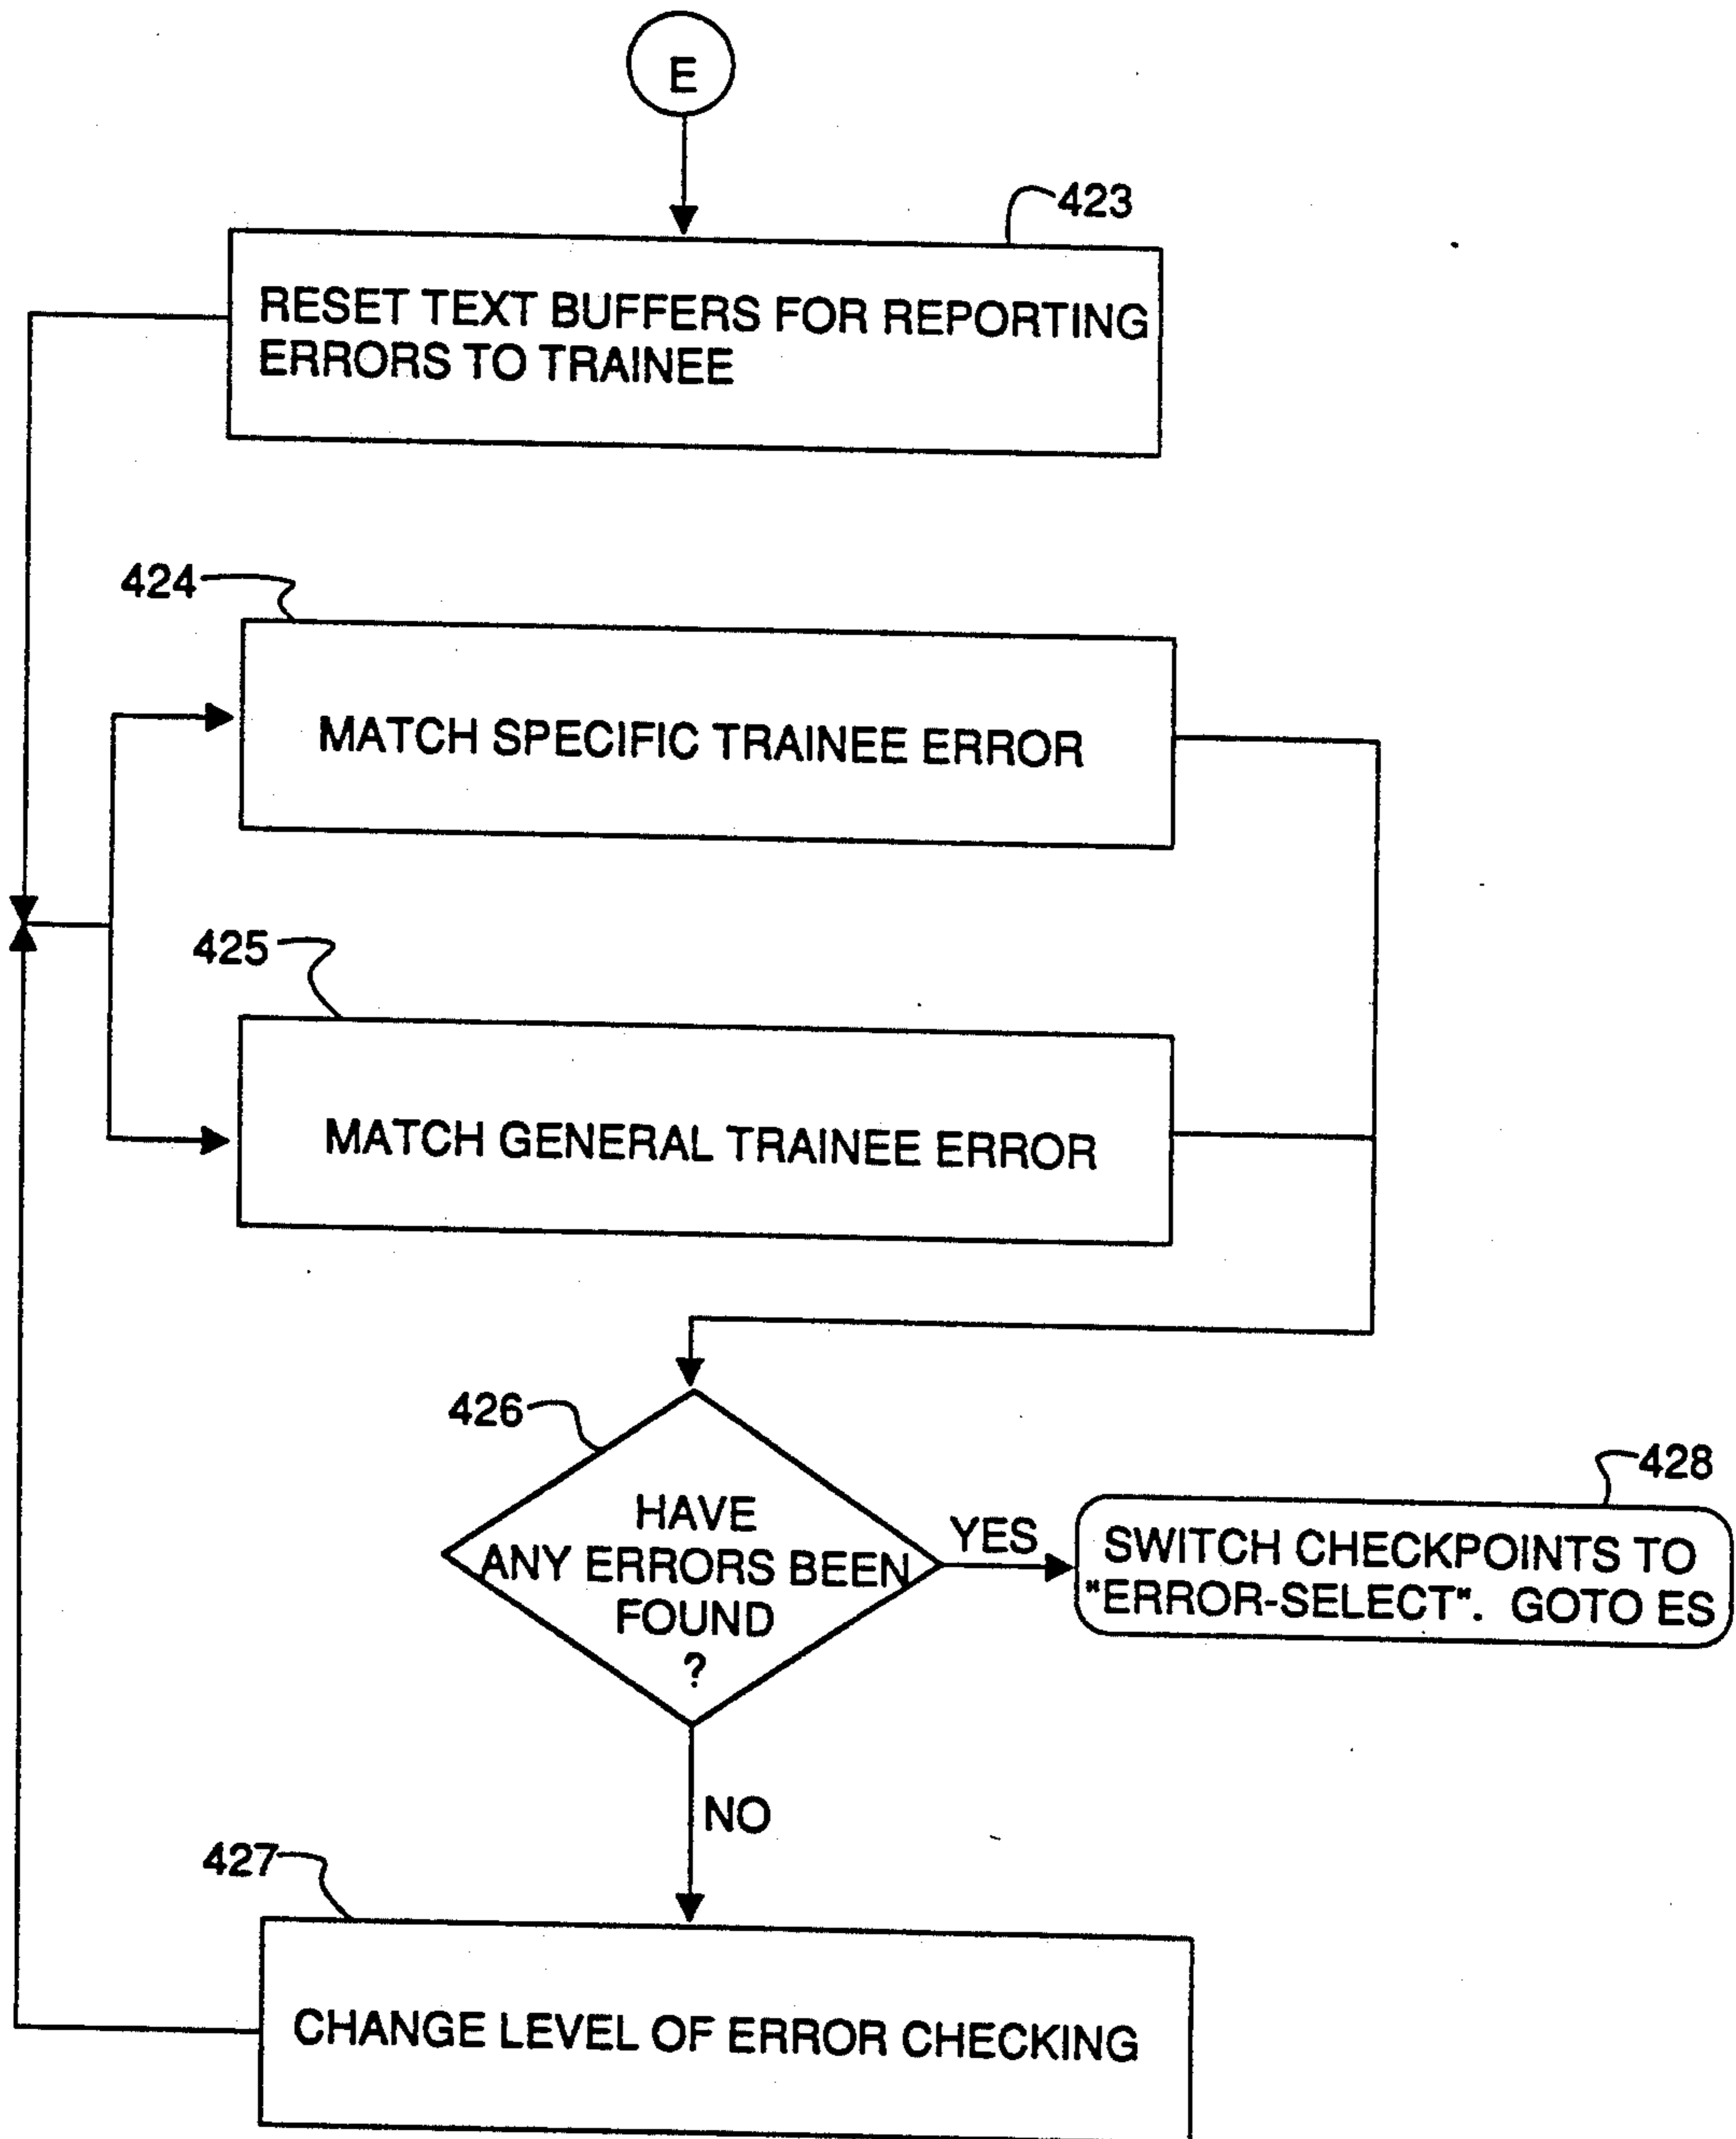 E
423
RESET TEXT BUFFERS FOR REPORTING
ERRORS TO TRAINEE
424
MATCH SPECIFIC TRAINEE ERROR
425
MATCH GENERAL TRAINEE ERROR
426
HAVE
ANY ERRORS BEEN
FOUND
?
YES
428
SWITCH CHECKPOINTS TO
"ERROR-SELECT". GOTO ES
NO
427
CHANGE LEVEL OF ERROR CHECKING